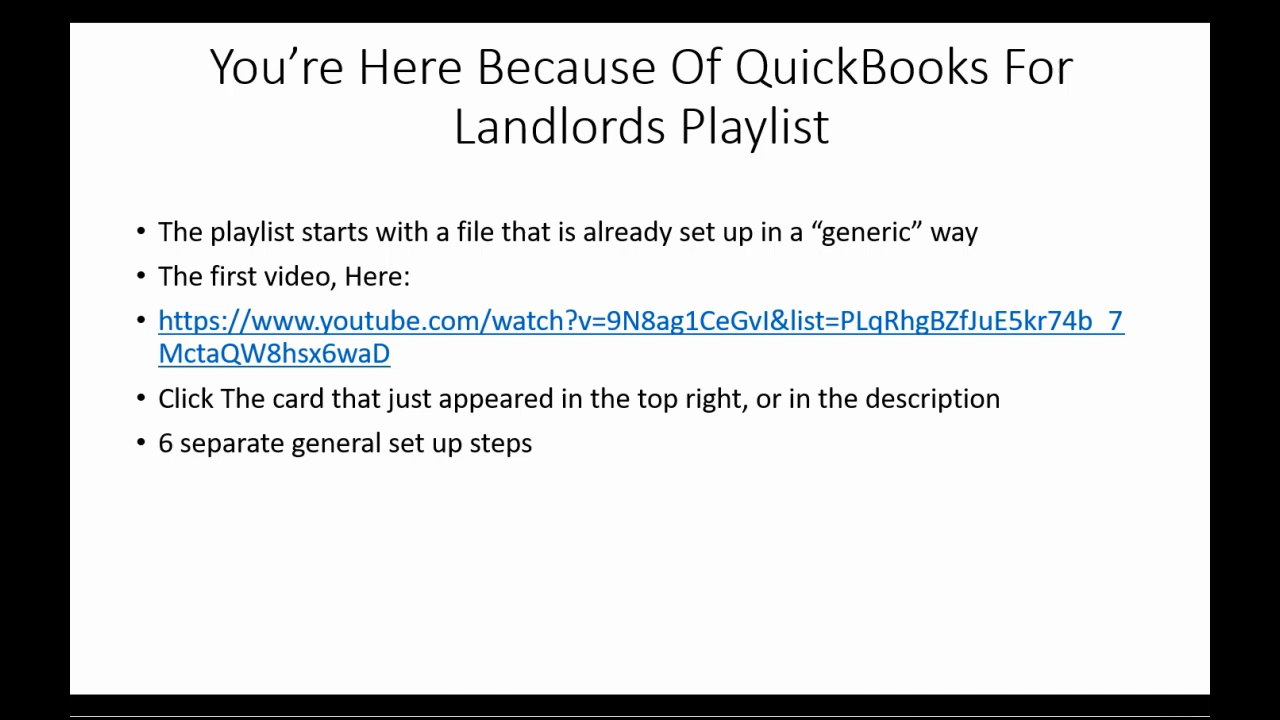 You’re Here Because Of QuickBooks For
Landlords Playlist
• The playlist starts with a file that is already set up in a “generic” way
• The first video, Here:
• https://www.youtube.com/watch?v=9N8ag1CeGvI&list=PLqRhgBZfJuE5kr74b_7
MctaQW8hsx6waD
• Click The card that just appeared in the top right, or in the description
• 6 separate general set up steps